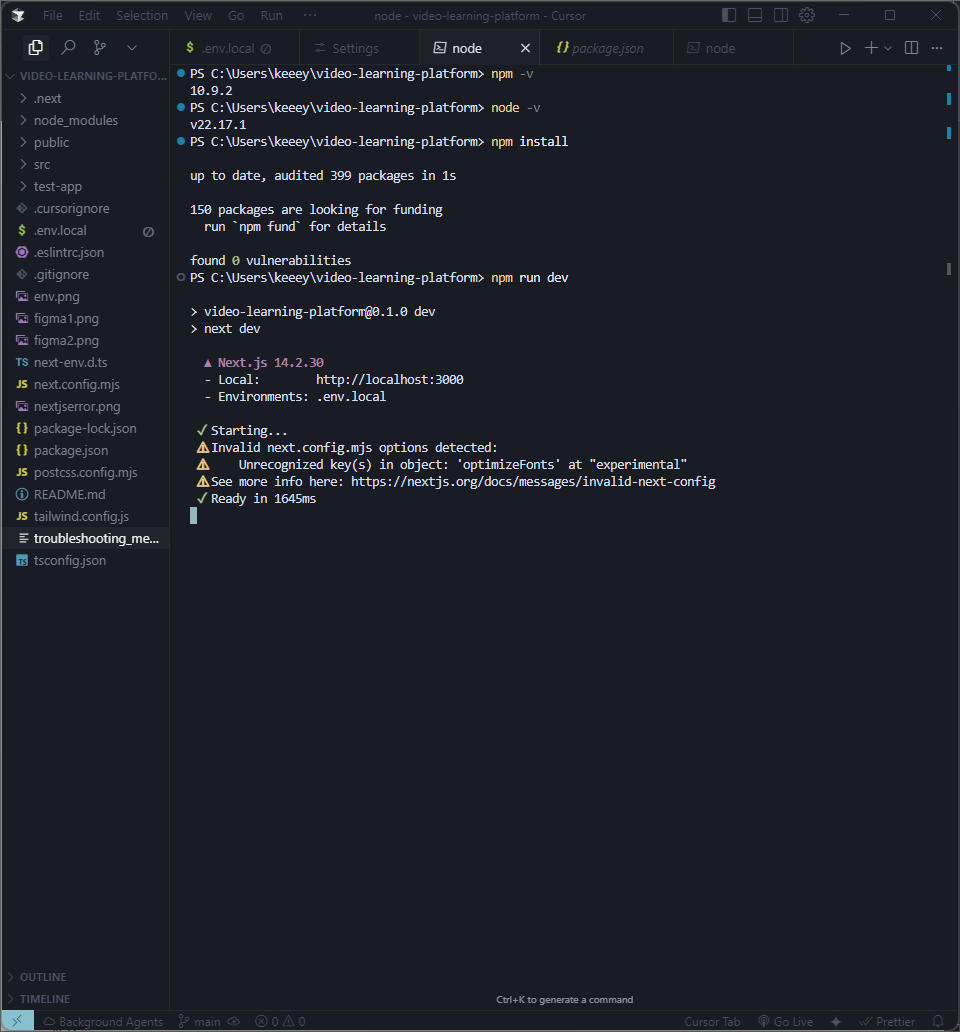 File Edit Selection View Go Run ··· node - video-learning-platform - Cursor
.env.local Settings node package.json node
VIDEO-LEARNING-PLATFO...
.next
node_modules
public
src
test-app
.cursorignore
$ .env.local
.eslintrc.json
.gitignore
env.png
figma1.png
figma2.png
TS next-env.d.ts
JS next.config.mjs
nextjserror.png
{} package-lock.json
{} package.json
JS postcss.config.mjs
README.md
JS tailwind.config.js
troubleshooting_me...
TS tsconfig.json
OUTLINE
TIMELINE
PS C:\Users\keeey\video-learning-platform> npm -v
10.9.2
PS C:\Users\keeey\video-learning-platform> node -v
v22.17.1
PS C:\Users\keeey\video-learning-platform> npm install
up to date, audited 399 packages in 1s
150 packages are looking for funding
run `npm fund` for details
found 0 vulnerabilities
PS C:\Users\keeey\video-learning-platform> npm run dev
> video-learning-platform@0.1.0 dev
> next dev
▲ Next.js 14.2.30
- Local: http://localhost:3000
- Environments: .env.local
✓ Starting...
⚠ Invalid next.config.mjs options detected:
⚠ Unrecognized key(s) in object: 'optimizeFonts' at "experimental"
⚠ See more info here: https://nextjs.org/docs/messages/invalid-next-config
✓ Ready in 1645ms
Ctrl+K to generate a command
Background Agents main 0 0 Cursor Tab Go Live Prettier